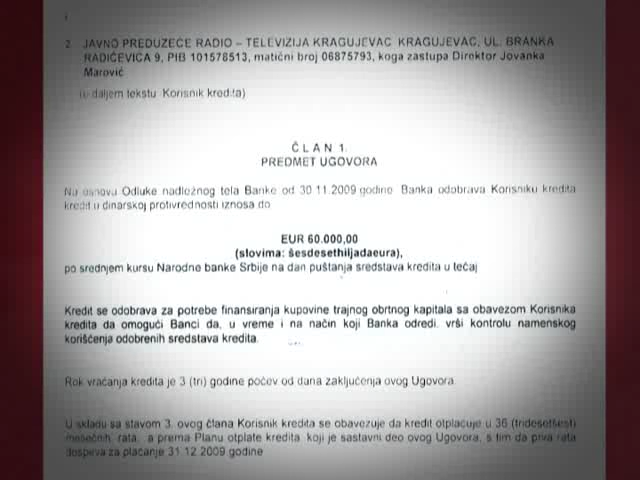 2. JAVNO PREDUZEĆE RADIO – TELEVIZIJA KRAGUJEVAC KRAGUJEVAC, UL. BRANKA
RADIČEVIĆA 9, PIB 101578513, matični broj 06875793, koga zastupa Direktor Jovanka
Marović
(u daljem tekstu Korisnik kredita)
ČLAN 1.
PREDMET UGOVORA
Na osnovu Odluke nadležnog tela Banke od 30.11.2009 godine Banka odobrava Korisniku kredita
kredit u dinarskoj protivrednosti iznosa do
EUR 60.000,00
(slovima: šesdesethiljadaeura),
po srednjem kursu Narodne banke Srbije na dan puštanja sredstava kredita u tečaj
Kredit se odobrava za potrebe finansiranja kupovine trajnog obrtnog kapitala sa obavezom Korisnika
kredita da omogući Banci da, u vreme i na način koji Banka odredi, vrši kontrolu namenskog
korišćenja odobrenih sredstava kredita.
Rok vraćanja kredita je 3 (tri) godine počev od dana zaključenja ovog Ugovora.
U skladu sa stavom 3. ovog člana Korisnik kredita se obavezuje da kredit otplaćuje u 36 (tridesetšest)
mesečnih rata, a prema Planu otplate kredita koji je sastavni deo ovog Ugovora, s tim da prva rata
dospeva za plaćanje 31.12.2009 godine